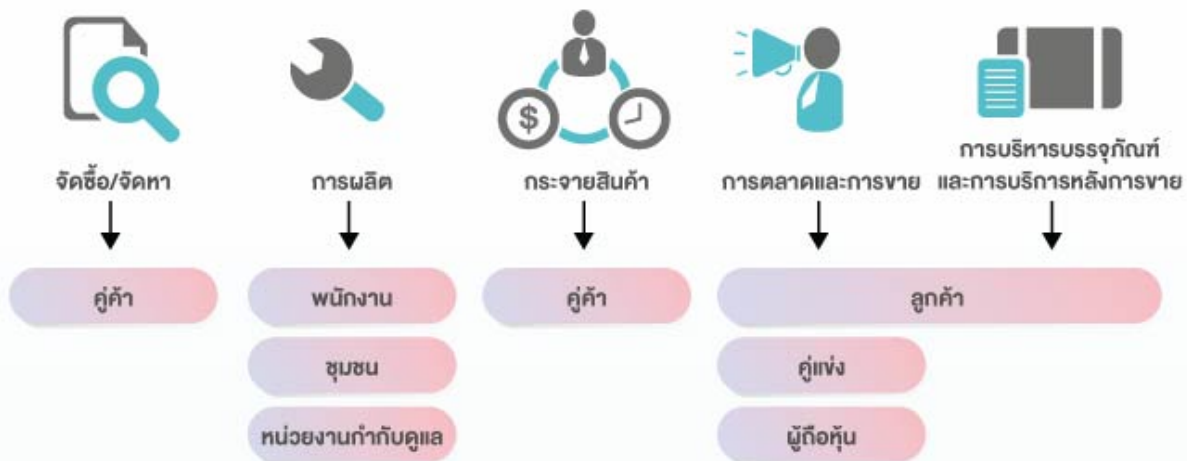 $
จัดซื้อ/จัดหา
การผลิต
กระจายสินค้า
การตลาดและการขาย
การบริหารบรรจุภัณฑ์
และการบริการหลังการขาย
คู่ค้า
พนักงาน
คู่ค้า
ลูกค้า
ชุมชน
คู่แข่ง
หน่วยงานกำกับดูแล
ผู้ถือหุ้น